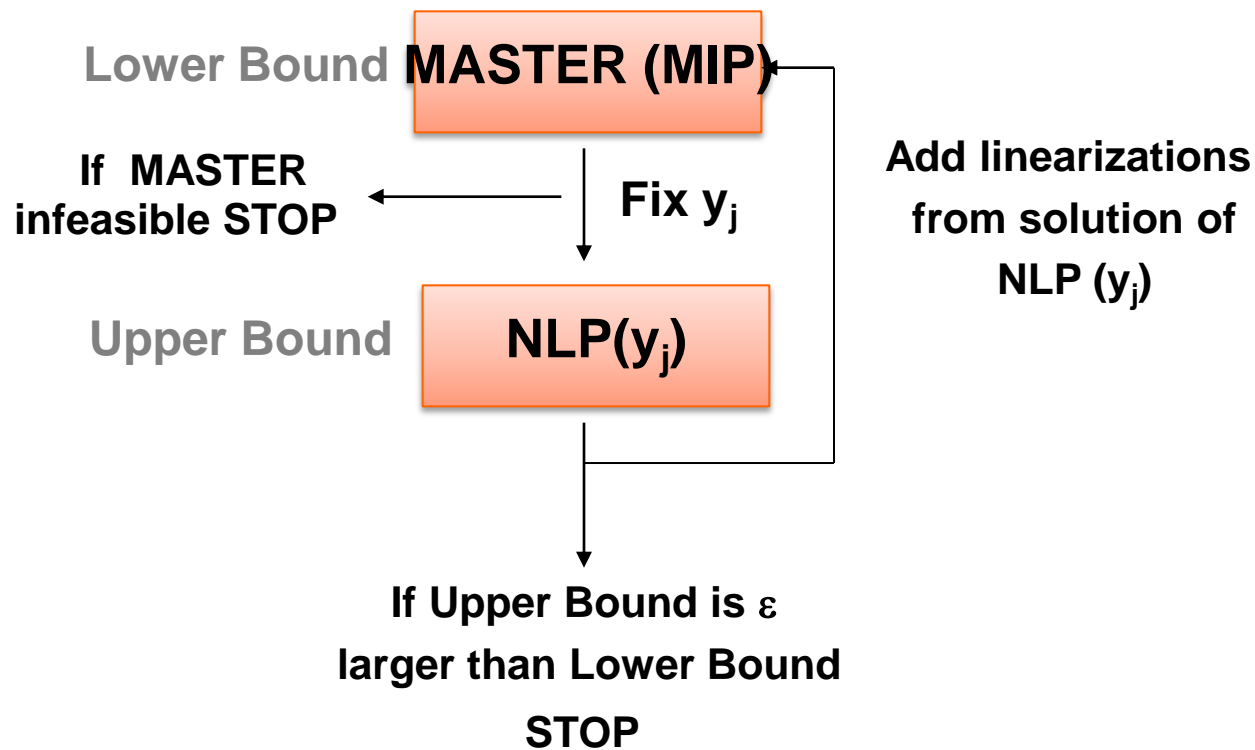 Lower Bound MASTER (MIP)
If MASTER
infeasible STOP
Fix yj
Add linearizations
from solution of
NLP (yj)
Upper Bound
NLP(yj)
If Upper Bound is ε
larger than Lower Bound
STOP